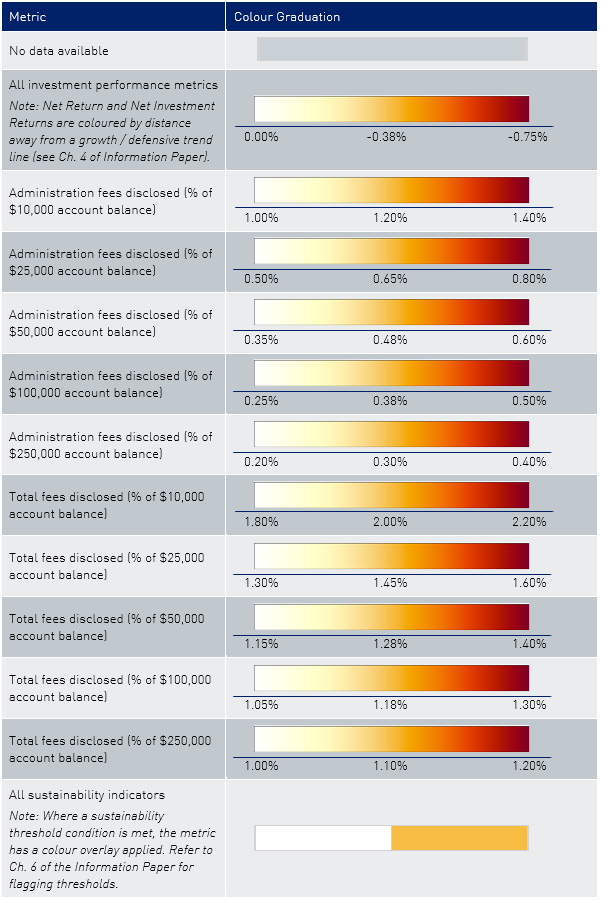 Metric Colour Graduation
No data available
All investment performance metrics
Note: Net Return and Net Investment
Returns are coloured by distance
away from a growth / defensive trend
line (see Ch. 4 of Information Paper).
0.00% -0.38% -0.75%
Administration fees disclosed (% of
$10,000 account balance)
1.00% 1.20% 1.40%
Administration fees disclosed (% of
$25,000 account balance)
0.50% 0.65% 0.80%
Administration fees disclosed (% of
$50,000 account balance)
0.35% 0.48% 0.60%
Administration fees disclosed (% of
$100,000 account balance)
0.25% 0.38% 0.50%
Administration fees disclosed (% of
$250,000 account balance)
0.20% 0.30% 0.40%
Total fees disclosed (% of $10,000
account balance)
1.80% 2.00% 2.20%
Total fees disclosed (% of $25,000
account balance)
1.30% 1.45% 1.60%
Total fees disclosed (% of $50,000
account balance)
1.15% 1.28% 1.40%
Total fees disclosed (% of $100,000
account balance)
1.05% 1.18% 1.30%
Total fees disclosed (% of $250,000
account balance)
1.00% 1.10% 1.20%
All sustainability indicators
Note: Where a sustainability
threshold condition is met, the metric
has a colour overlay applied. Refer to
Ch. 6 of the Information Paper for
flagging thresholds.